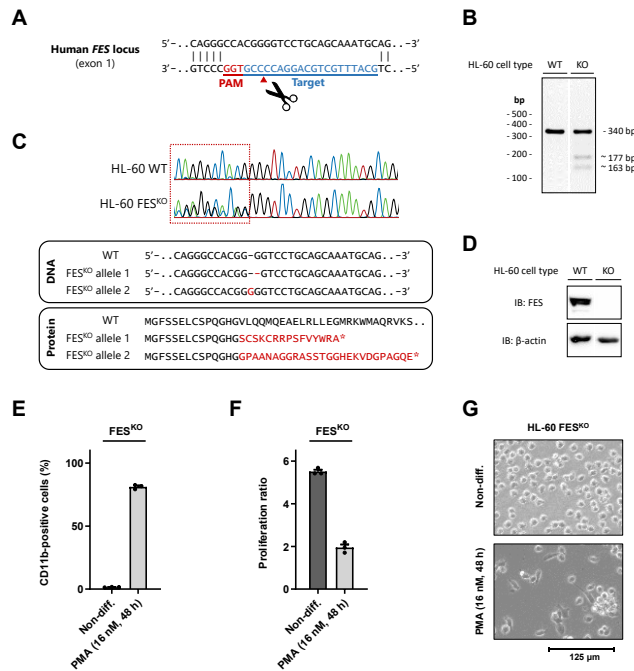 A
Human FES locus
(exon 1)
5’-..CAGGGCCACGGGGTCCTGCAGCAAATGCAG..-3’
3’-GTCCCGGTGCCCCAGGACGTCGTTTACGTC..-5’
PAM
Target
B
HL-60 cell type
WT
KO
bp
- 500 -
- 400 -
- 300 -
- 200 -
- 100 -
- 340 bp
~ 177 bp
~ 163 bp
C
HL-60 WT
HL-60 FESKO
DNA
WT 5’-..CAGGGCCACGG-GGTCCTGCAGCAAATGCAG..-3’
FESKO allele 1 5’-..CAGGGCCACGG--GTCCTGCAGCAAATGCAG..-3’
FESKO allele 2 5’-..CAGGGCCACGGGGGTCCTGCAGCAAATGCAG..-3’
Protein
WT MGFSSELCSPQGHGVLQQMQEAELRLLEGMRKWMAQRVKS..
FESKO allele 1 MGFSSELCSPQGHGSCSKCRRPSFVYWRA*
FESKO allele 2 MGFSSELCSPQGHGGPAANAGGRASSTGGHEKVDGPAGQE*
D
HL-60 cell type
WT
KO
IB: FES
IB: β-actin
E
FESKO
CD11b-positive cells (%)
100
50
0
Non-diff.
PMA (16 nM, 48 h)
F
FESKO
Proliferation ratio
6
4
2
0
Non-diff.
PMA (16 nM, 48 h)
G
HL-60 FESKO
Non-diff.
PMA (16 nM, 48 h)
125 µm